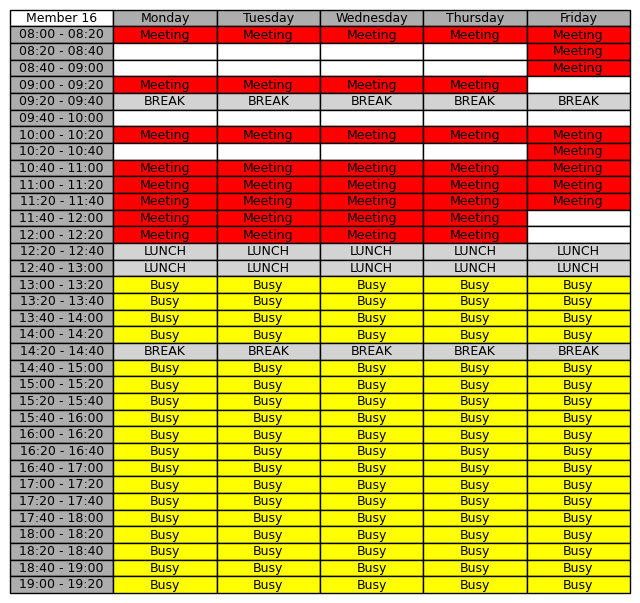 Member 16 Monday Tuesday Wednesday Thursday Friday
08:00 - 08:20 Meeting Meeting Meeting Meeting Meeting
08:20 - 08:40 Meeting
08:40 - 09:00 Meeting
09:00 - 09:20 Meeting Meeting Meeting Meeting
09:20 - 09:40 BREAK BREAK BREAK BREAK BREAK
09:40 - 10:00
10:00 - 10:20 Meeting Meeting Meeting Meeting Meeting
10:20 - 10:40 Meeting
10:40 - 11:00 Meeting Meeting Meeting Meeting Meeting
11:00 - 11:20 Meeting Meeting Meeting Meeting Meeting
11:20 - 11:40 Meeting Meeting Meeting Meeting Meeting
11:40 - 12:00 Meeting Meeting Meeting Meeting
12:00 - 12:20 Meeting Meeting Meeting Meeting
12:20 - 12:40 LUNCH LUNCH LUNCH LUNCH LUNCH
12:40 - 13:00 LUNCH LUNCH LUNCH LUNCH LUNCH
13:00 - 13:20 Busy Busy Busy Busy Busy
13:20 - 13:40 Busy Busy Busy Busy Busy
13:40 - 14:00 Busy Busy Busy Busy Busy
14:00 - 14:20 Busy Busy Busy Busy Busy
14:20 - 14:40 BREAK BREAK BREAK BREAK BREAK
14:40 - 15:00 Busy Busy Busy Busy Busy
15:00 - 15:20 Busy Busy Busy Busy Busy
15:20 - 15:40 Busy Busy Busy Busy Busy
15:40 - 16:00 Busy Busy Busy Busy Busy
16:00 - 16:20 Busy Busy Busy Busy Busy
16:20 - 16:40 Busy Busy Busy Busy Busy
16:40 - 17:00 Busy Busy Busy Busy Busy
17:00 - 17:20 Busy Busy Busy Busy Busy
17:20 - 17:40 Busy Busy Busy Busy Busy
17:40 - 18:00 Busy Busy Busy Busy Busy
18:00 - 18:20 Busy Busy Busy Busy Busy
18:20 - 18:40 Busy Busy Busy Busy Busy
18:40 - 19:00 Busy Busy Busy Busy Busy
19:00 - 19:20 Busy Busy Busy Busy Busy